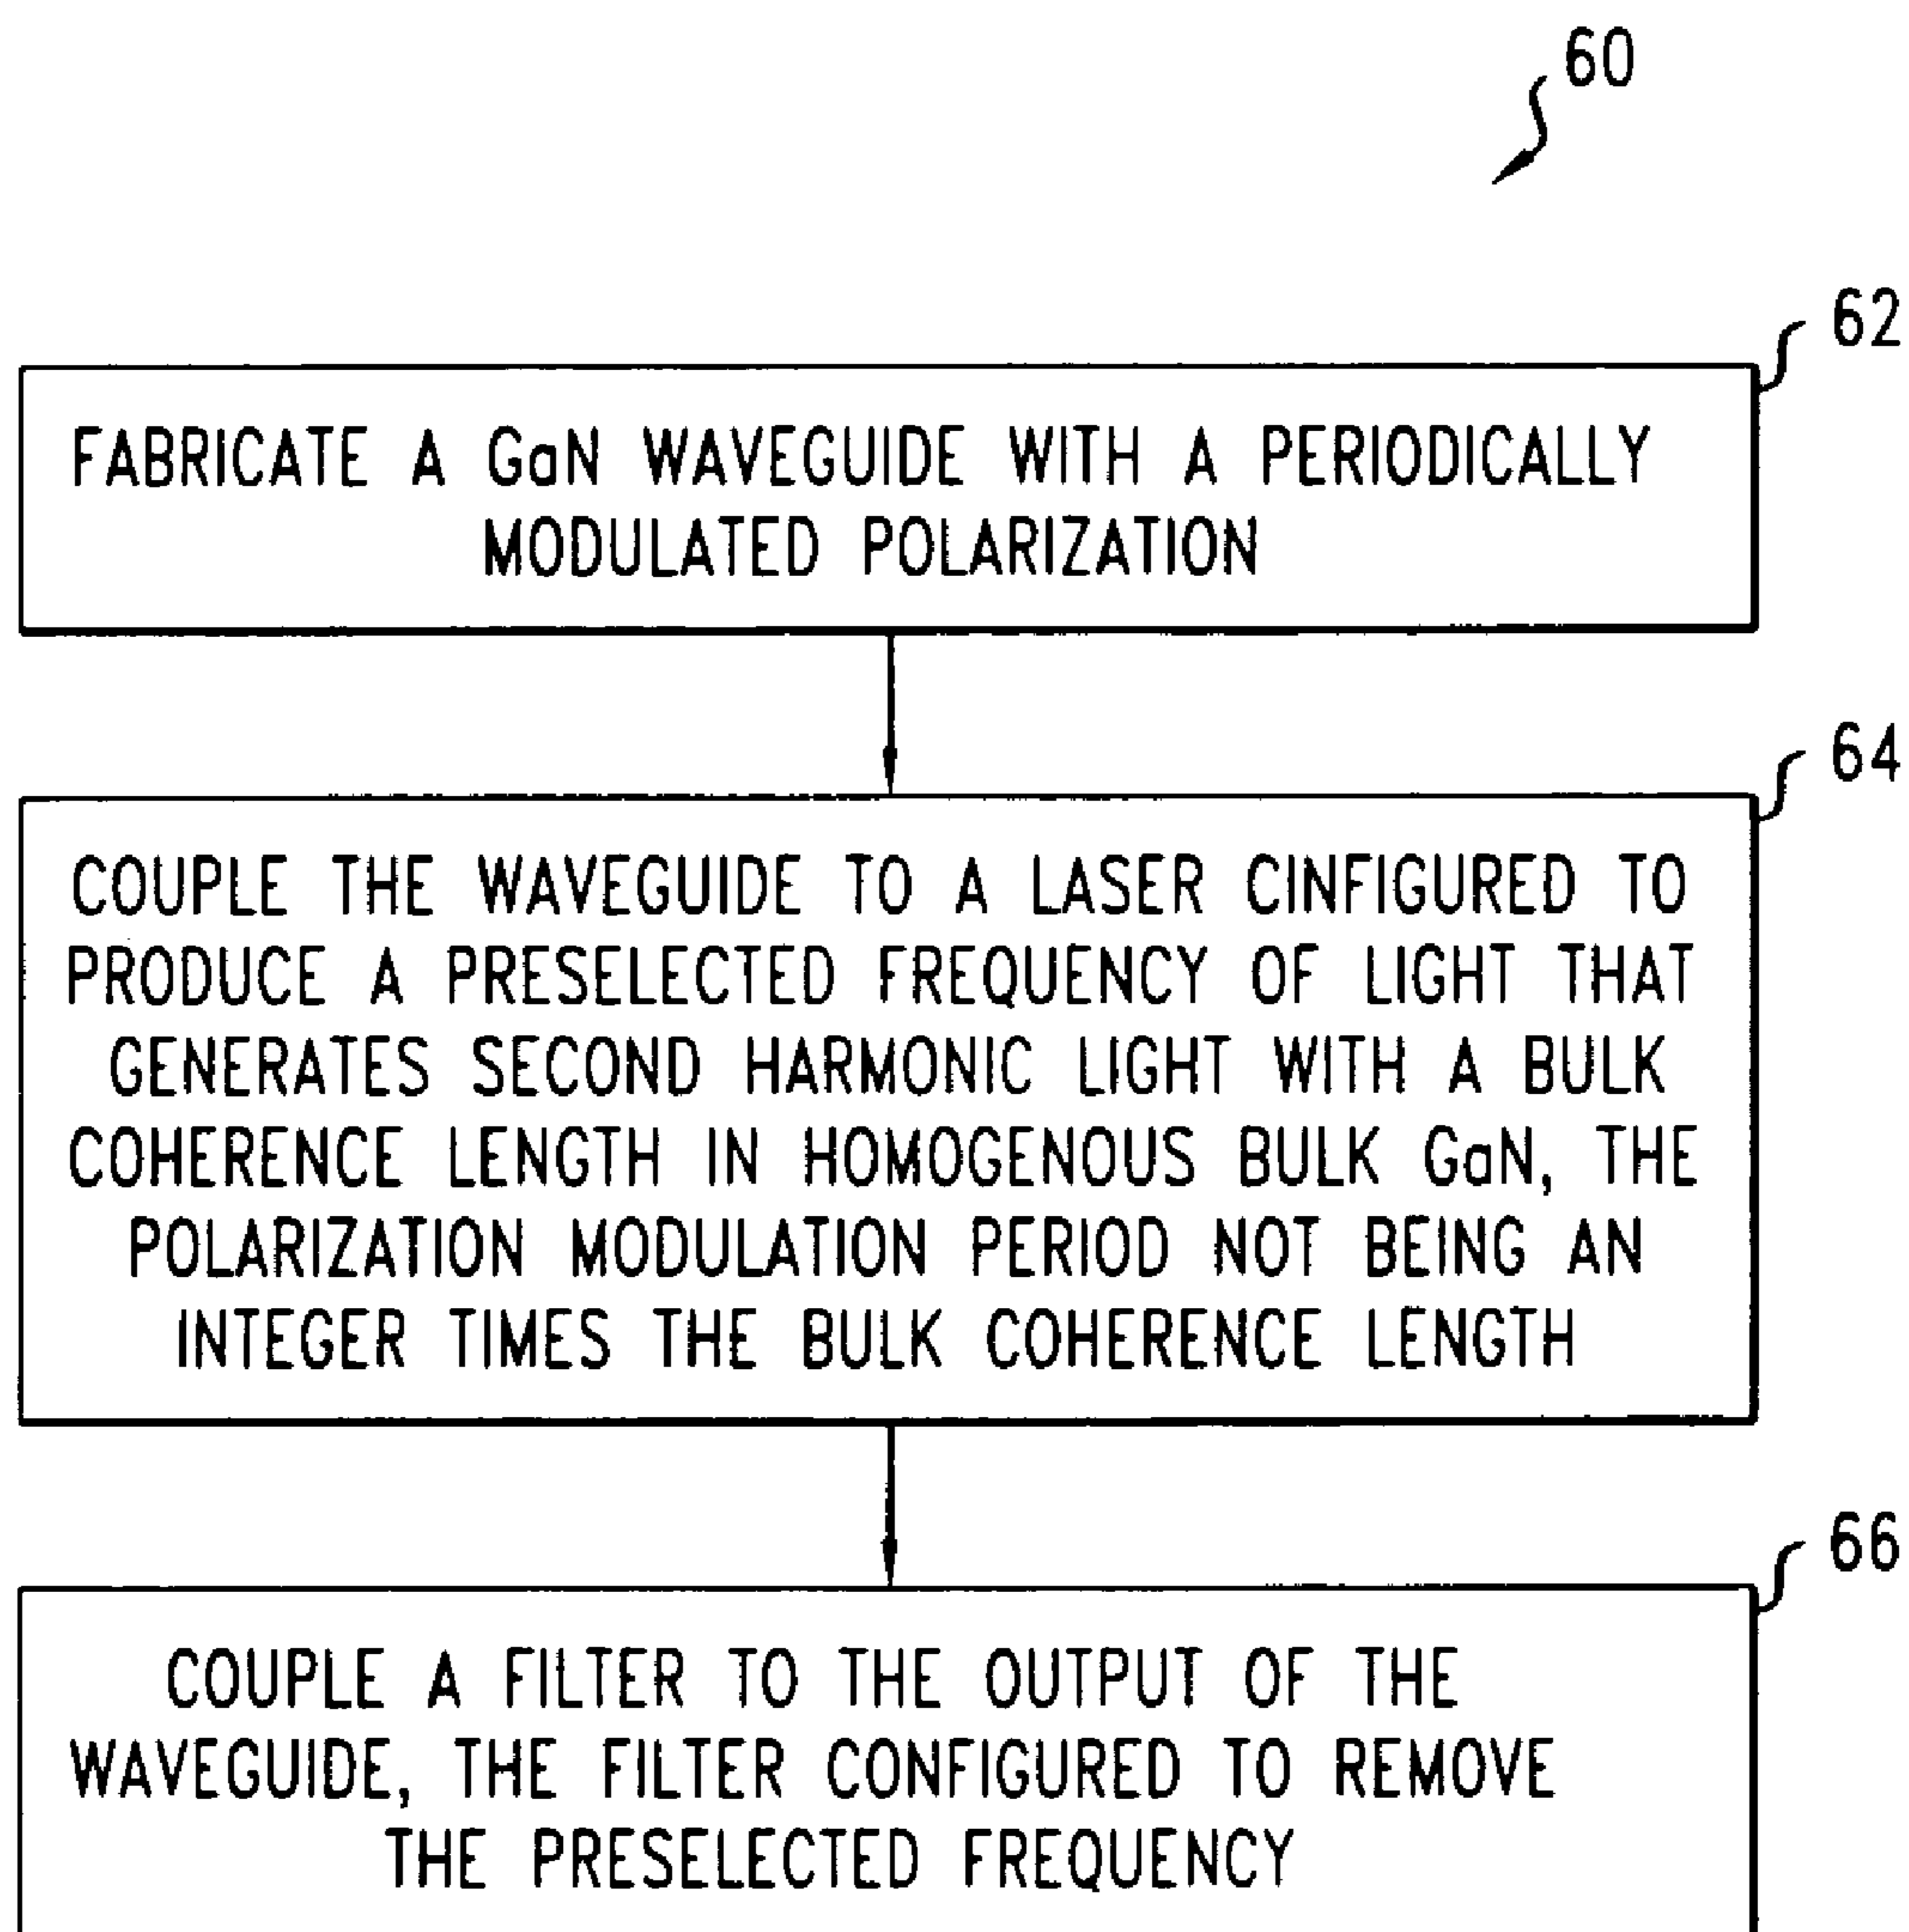 60
62
FABRICATE A GaN WAVEGUIDE WITH A PERIODICALLY
MODULATED POLARIZATION
64
COUPLE THE WAVEGUIDE TO A LASER CINFIGURED TO
PRODUCE A PRESELECTED FREQUENCY OF LIGHT THAT
GENERATES SECOND HARMONIC LIGHT WITH A BULK
COHERENCE LENGTH IN HOMOGENOUS BULK GaN, THE
POLARIZATION MODULATION PERIOD NOT BEING AN
INTEGER TIMES THE BULK COHERENCE LENGTH
66
COUPLE A FILTER TO THE OUTPUT OF THE
WAVEGUIDE, THE FILTER CONFIGURED TO REMOVE
THE PRESELECTED FREQUENCY